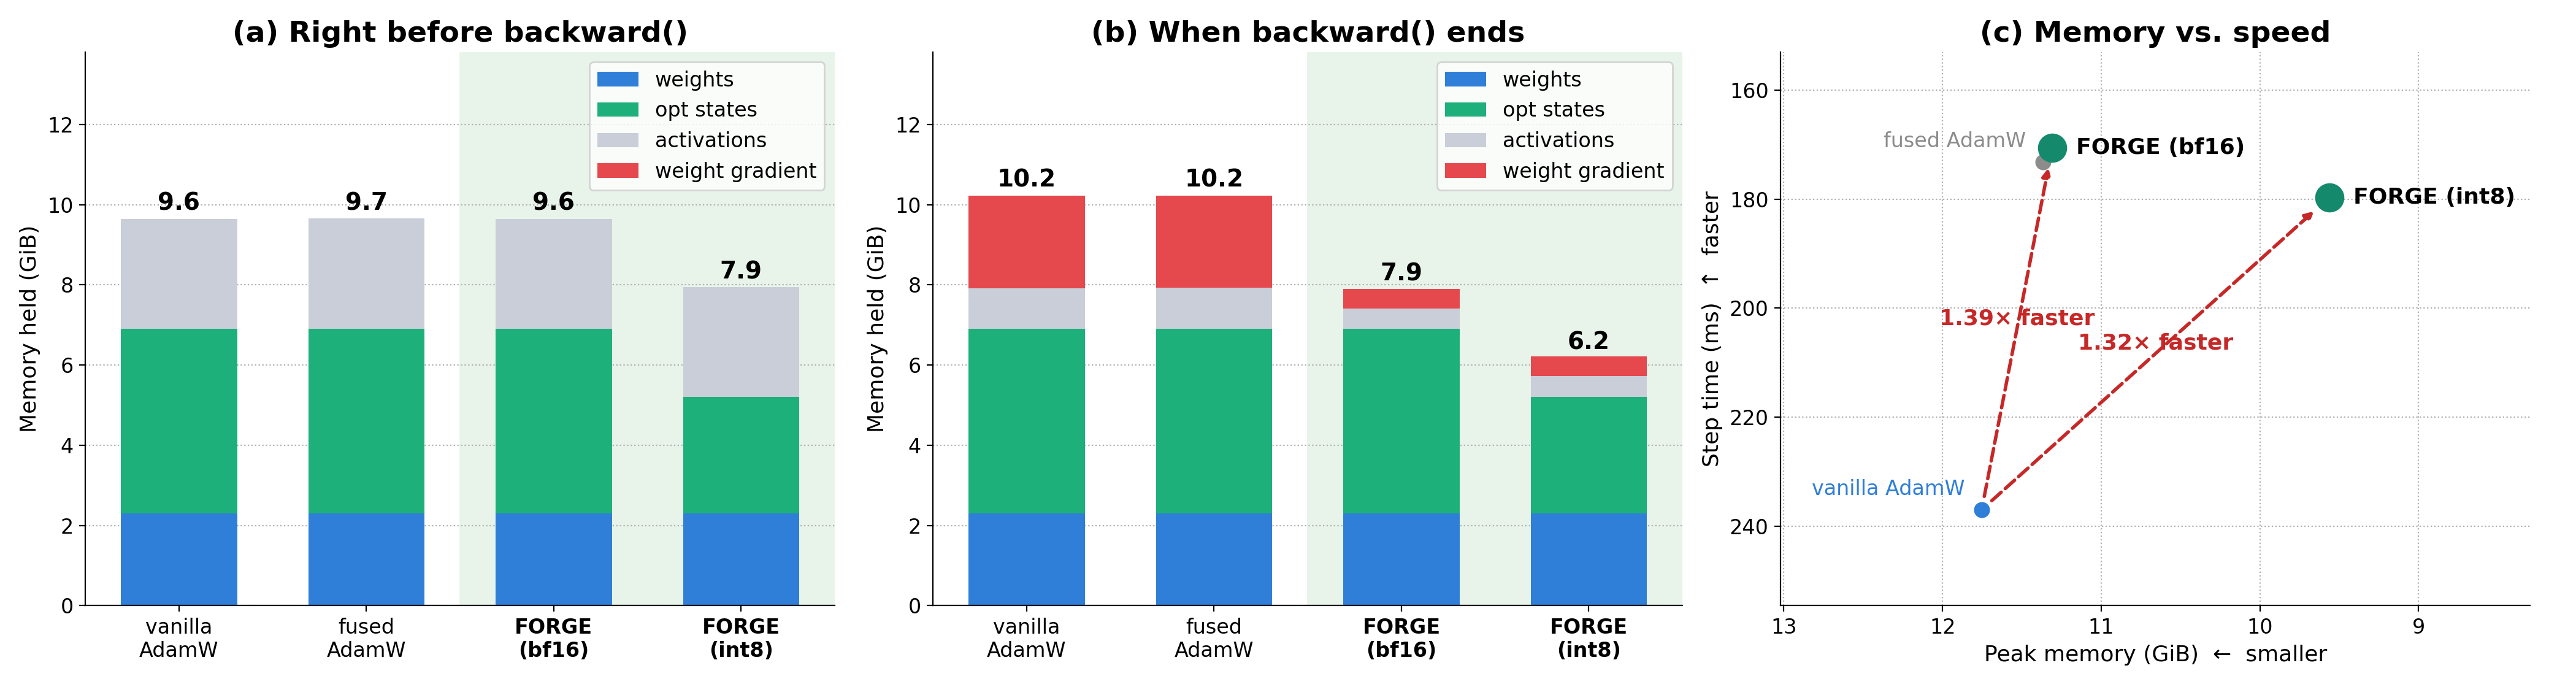 (a) Right before backward()
Memory held (GiB)
12
10
8
6
4
2
0
weights
opt states
activations
weight gradient
9.6
9.7
9.6
7.9
vanilla
AdamW
fused
AdamW
FORGE
(bf16)
FORGE
(int8)
(b) When backward() ends
Memory held (GiB)
12
10
8
6
4
2
0
weights
opt states
activations
weight gradient
10.2
10.2
7.9
6.2
vanilla
AdamW
fused
AdamW
FORGE
(bf16)
FORGE
(int8)
(c) Memory vs. speed
Step time (ms) ↑ faster
160
180
200
220
240
fused AdamW
FORGE (bf16)
FORGE (int8)
1.39× faster
1.32× faster
vanilla AdamW
13
12
11
10
9
Peak memory (GiB) ← smaller